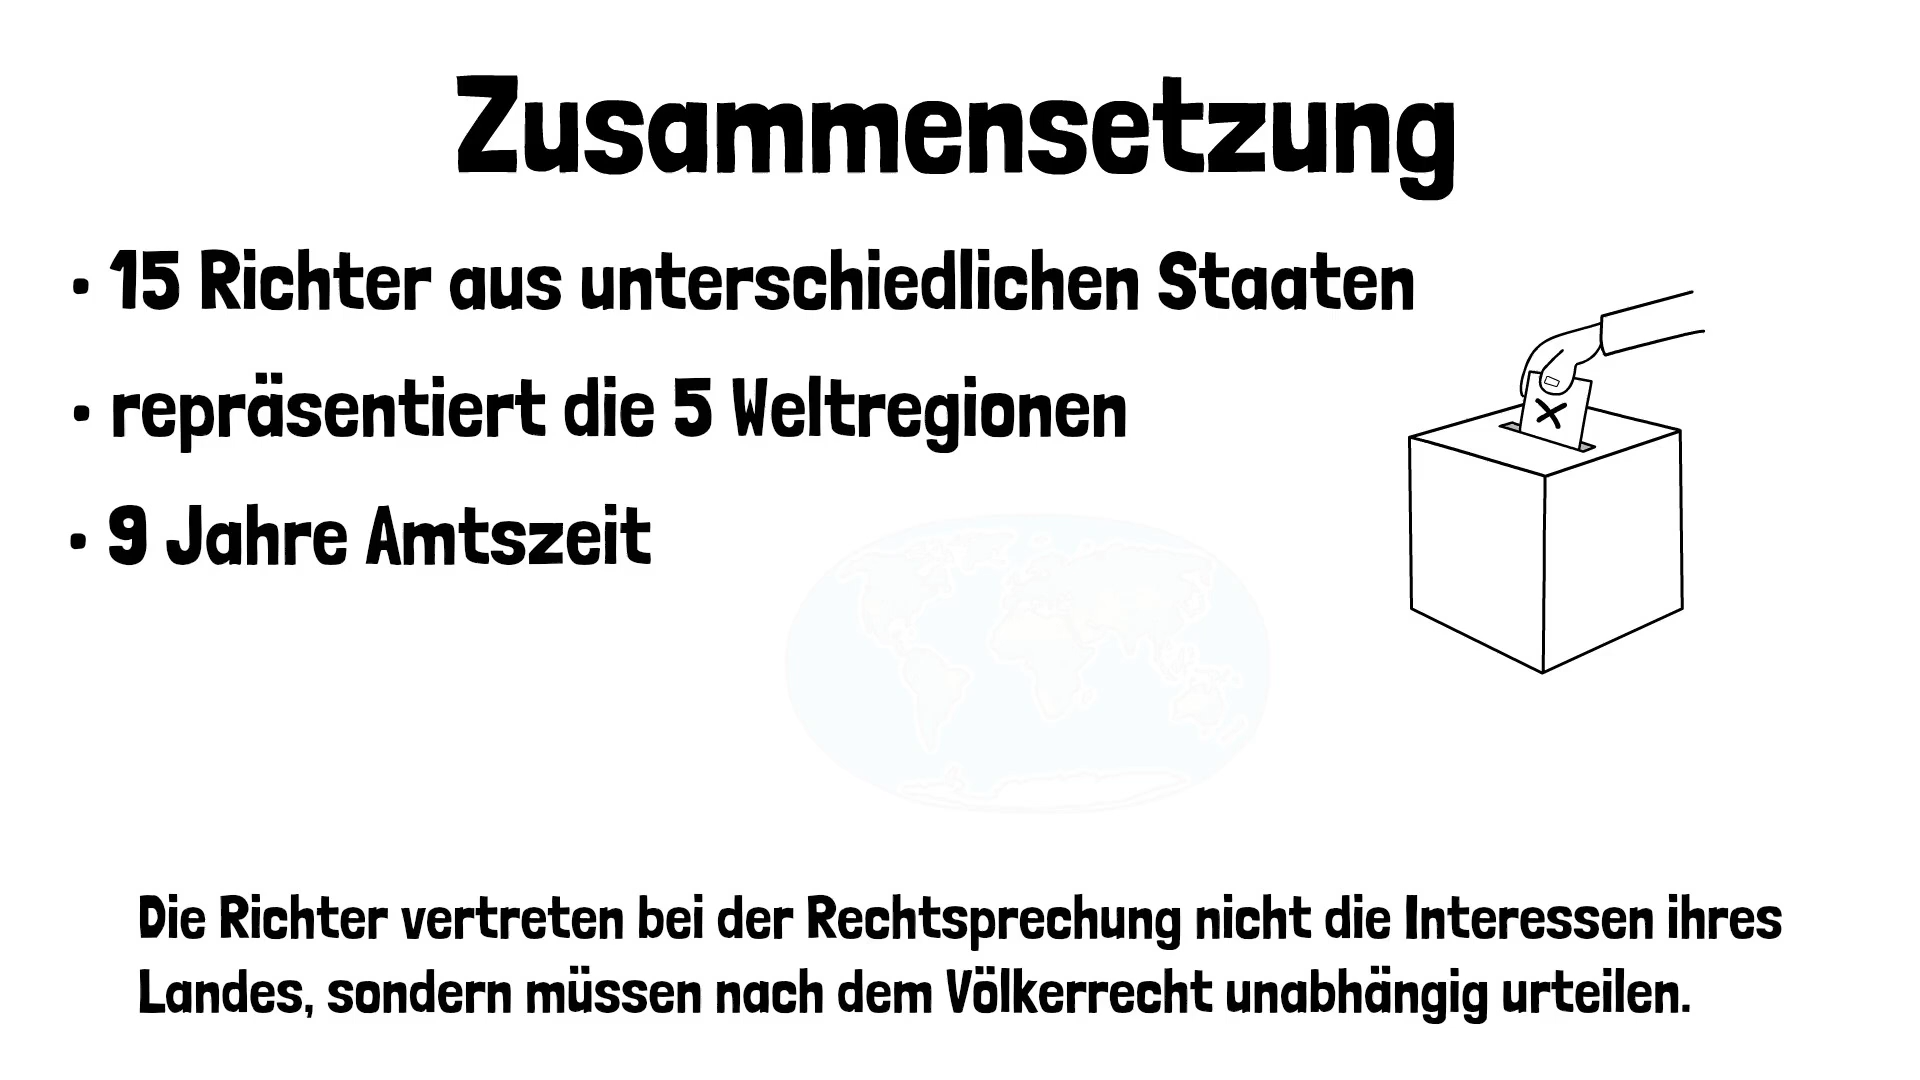 Zusammensetzung
· 15 Richter aus unterschiedlichen Staaten
· repräsentiert die 5 Weltregionen
· 9 Jahre Amtszeit
Die Richter vertreten bei der Rechtsprechung nicht die Interessen ihres
Landes, sondern müssen nach dem Völkerrecht unabhängig urteilen.